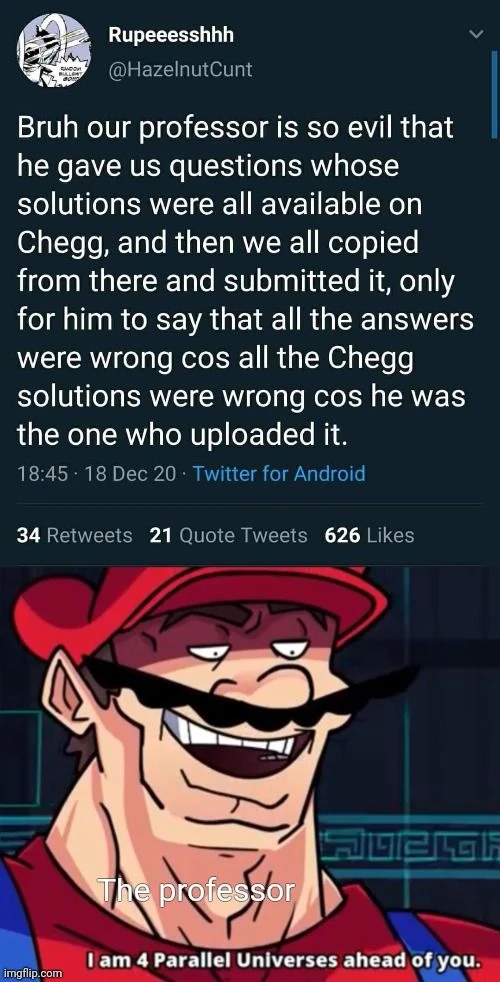 Rupeeesshhh
@HazelnutCunt
RANDOM
BULLSHIT
GO!!!
Bruh our professor is so evil that
he gave us questions whose
solutions were all available on
Chegg, and then we all copied
from there and submitted it, only
for him to say that all the answers
were wrong cos all the Chegg
solutions were wrong cos he was
the one who uploaded it.
18:45 · 18 Dec 20 · Twitter for Android
34 Retweets 21 Quote Tweets 626 Likes
The professor
I am 4 Parallel Universes ahead of you.
imgflip.com